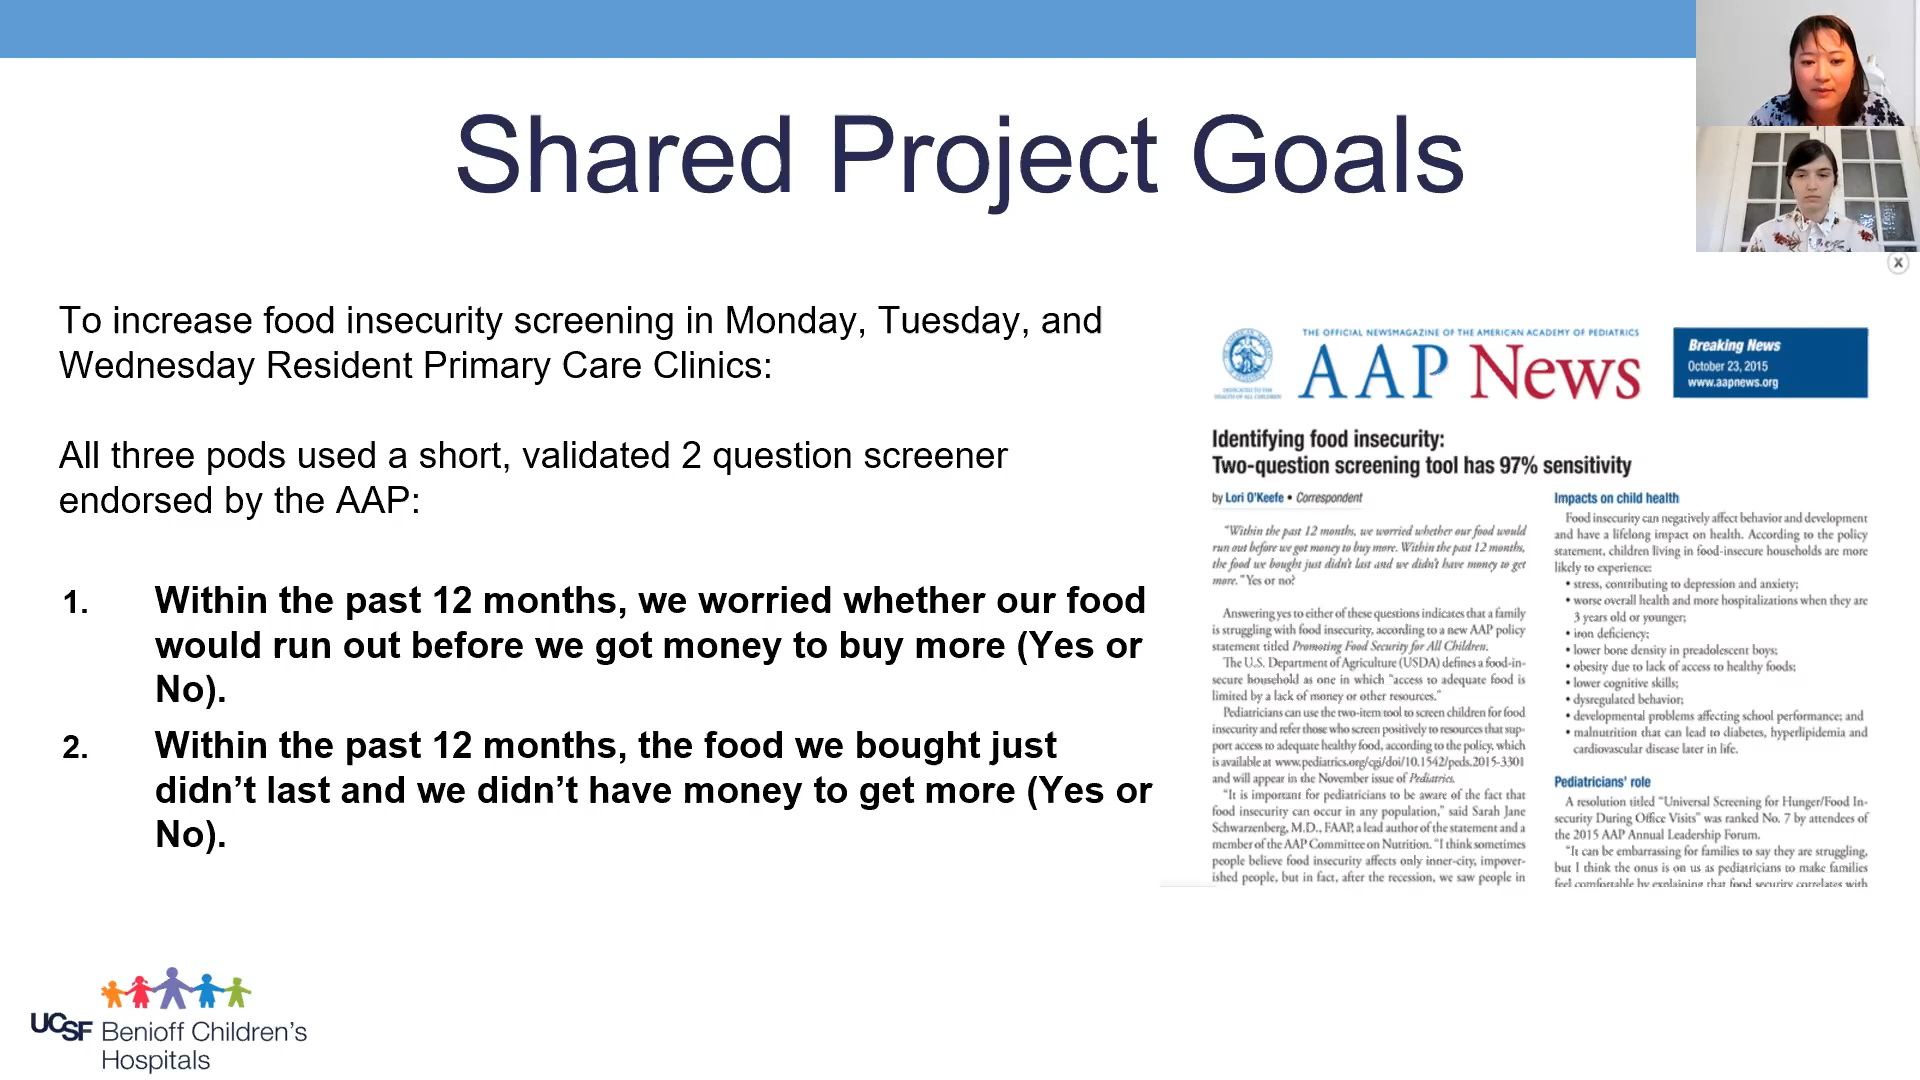 Shared Project Goals
To increase food insecurity screening in Monday, Tuesday, and
Wednesday Resident Primary Care Clinics:
All three pods used a short, validated 2 question screener
endorsed by the AAP:
1. Within the past 12 months, we worried whether our food
would run out before we got money to buy more (Yes or
No).
2. Within the past 12 months, the food we bought just
didn’t last and we didn’t have money to get more (Yes or
No).
X
THE OFFICIAL NEWSMAGAZINE OF THE AMERICAN ACADEMY OF PEDIATRICS
AAP News
DEDICATED TO THE
HEALTH OF ALL CHILDREN
Breaking News
October 23, 2015
www.aapnews.org
Identifying food insecurity:
Two-question screening tool has 97% sensitivity
by Lori O’Keefe • Correspondent
“Within the past 12 months, we worried whether our food would
run out before we got money to buy more. Within the past 12 months,
the food we bought just didn’t last and we didn’t have money to get
more.” Yes or no?
Answering yes to either of these questions indicates that a family
is struggling with food insecurity, according to a new AAP policy
statement titled Promoting Food Security for All Children.
The U.S. Department of Agriculture (USDA) defines a food-in-
secure household as one in which “access to adequate food is
limited by a lack of money or other resources.”
Pediatricians can use the two-item tool to screen children for food
insecurity and refer those who screen positively to resources that sup-
port access to adequate healthy food, according to the policy, which
is available at www.pediatrics.org/cgi/doi/10.1542/peds.2015-3301
and will appear in the November issue of Pediatrics.
“It is important for pediatricians to be aware of the fact that
food insecurity can occur in any population,” said Sarah Jane
Schwarzenberg, M.D., FAAP, a lead author of the statement and a
member of the AAP Committee on Nutrition. “I think sometimes
people believe food insecurity affects only inner-city, impover-
ished people, but in fact, after the recession, we saw people in
Impacts on child health
Food insecurity can negatively affect behavior and development
and have a lifelong impact on health. According to the policy
statement, children living in food-insecure households are more
likely to experience:
• stress, contributing to depression and anxiety;
• worse overall health and more hospitalizations when they are
3 years old or younger;
• iron deficiency;
• lower bone density in preadolescent boys;
• obesity due to lack of access to healthy foods;
• lower cognitive skills;
• dysregulated behavior;
• developmental problems affecting school performance; and
• malnutrition that can lead to diabetes, hyperlipidemia and
cardiovascular disease later in life.
Pediatricians’ role
A resolution titled “Universal Screening for Hunger/Food In-
security During Office Visits” was ranked No. 7 by attendees of
the 2015 AAP Annual Leadership Forum.
“It can be embarrassing for families to say they are struggling,
but I think the onus is on us as pediatricians to make families
feel comfortable by explaining that food security correlates with
UCSF Benioff Children’s
Hospitals